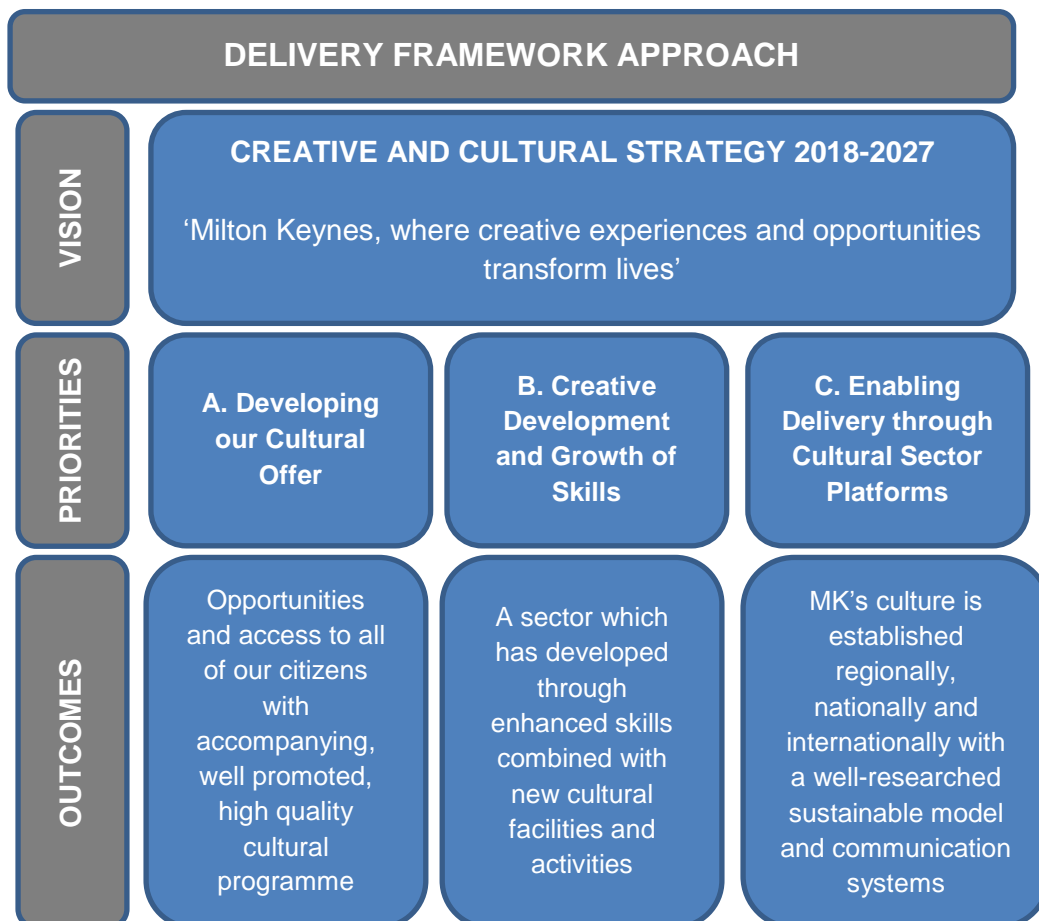 DELIVERY FRAMEWORK APPROACH
VISION
CREATIVE AND CULTURAL STRATEGY 2018-2027
‘Milton Keynes, where creative experiences and opportunities
transform lives’
PRIORITIES
A. Developing
our Cultural
Offer
B. Creative
Development
and Growth of
Skills
C. Enabling
Delivery through
Cultural Sector
Platforms
OUTCOMES
Opportunities
and access to all
of our citizens
with
accompanying,
well promoted,
high quality
cultural
programme
A sector which
has developed
through
enhanced skills
combined with
new cultural
facilities and
activities
MK’s culture is
established
regionally,
nationally and
internationally with
a well-researched
sustainable model
and communication
systems